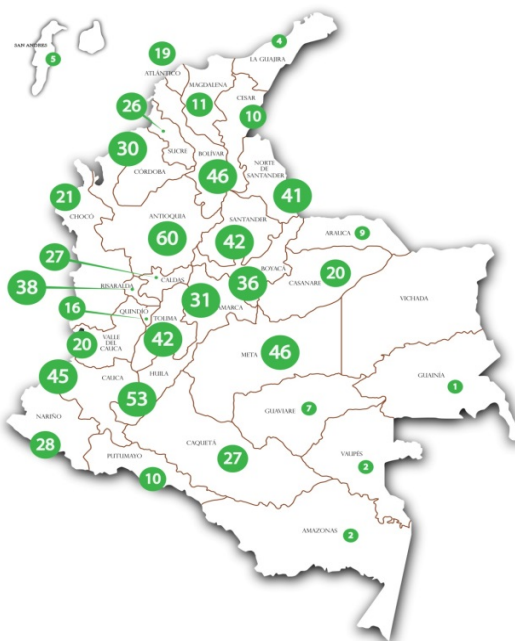 4
SAN ANDRÉS
5
19
LA GUAJIRA
ATLÁNTICO
MAGDALENA
11
CESAR
10
26
30
SUCRE
BOLÍVAR
46
NORTE
DE
SANTANDER
CÓRDOBA
41
21
CHOCÓ
ANTIOQUIA
60
SANTANDER
42
ARAUCA
9
27
CALDAS
BOYACÁ
36
CASANARE
20
38
RISARALDA
31
AMARCA
VICHADA
16
QUINDÍO
TOLIMA
42
20
VALLE
DEL
CAUCA
META
46
45
CAUCA
HUILA
53
GUAINÍA
1
NARIÑO
28
GUAVIARE
7
PUTUMAYO
10
CAQUETÁ
27
VAUPÉS
2
AMAZONAS
2